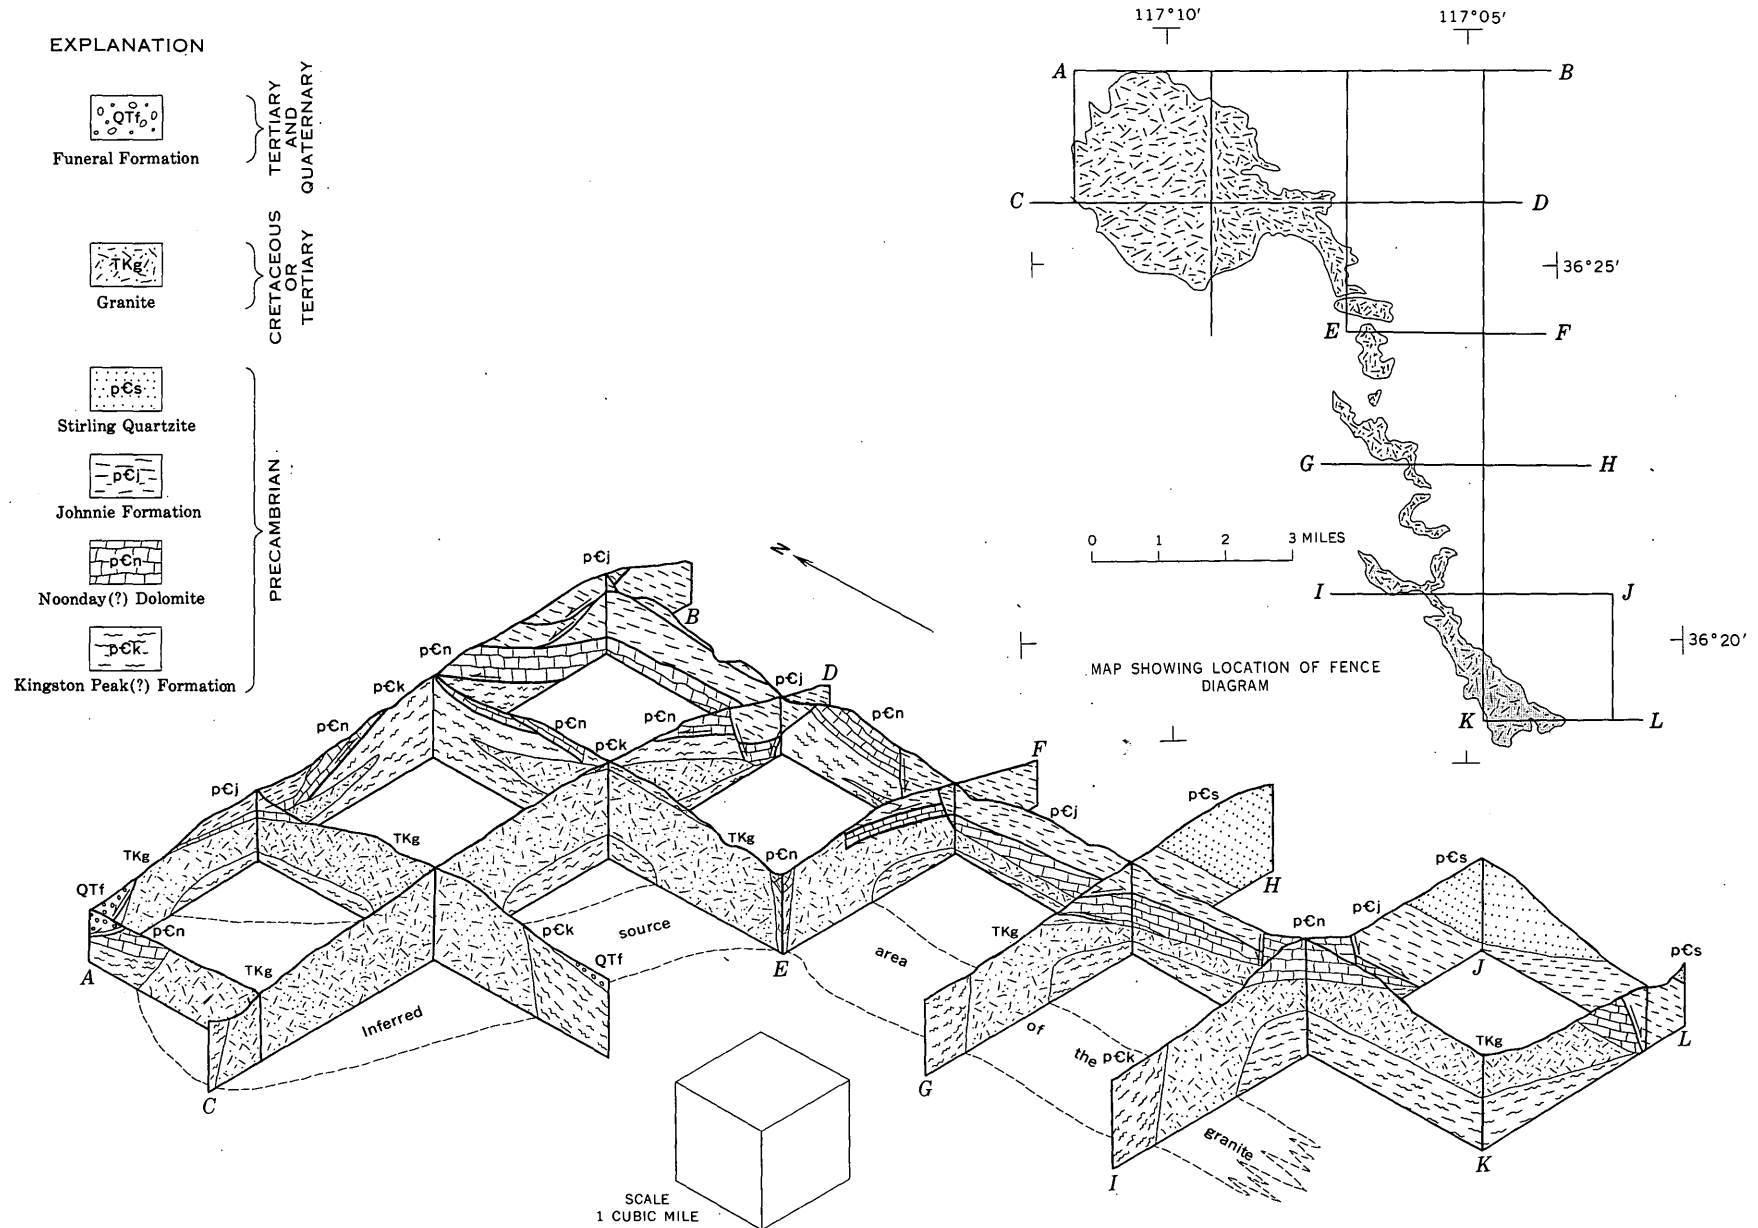 EXPLANATION
QTf
Funeral Formation
TERTIARY
AND
QUATERNARY
TKg
Granite
CRETACEOUS
OR
TERTIARY
p€s
Stirling Quartzite
p€j
Johnnie Formation
p€n
Noonday(?) Dolomite
p€k
Kingston Peak(?) Formation
PRECAMBRIAN
117°10′
117°05′
A
B
C
D
36°25′
E
F
G
H
0 1 2 3 MILES
I
J
36°20′
MAP SHOWING LOCATION OF FENCE
DIAGRAM
K
L
N
p€j
B
p€n
p€j
D
p€k
p€n
p€n
p€n
p€n
p€k
F
p€j
p€s
p€j
TKg
TKg
TKg
p€n
p€s
H
QTf
p€n
p€k
source
TKg
p€n
p€j
A
TKg
QTf
E
area
J
p€s
Inferred
of
the
p€k
TKg
L
C
G
granite
K
I
SCALE
1 CUBIC MILE